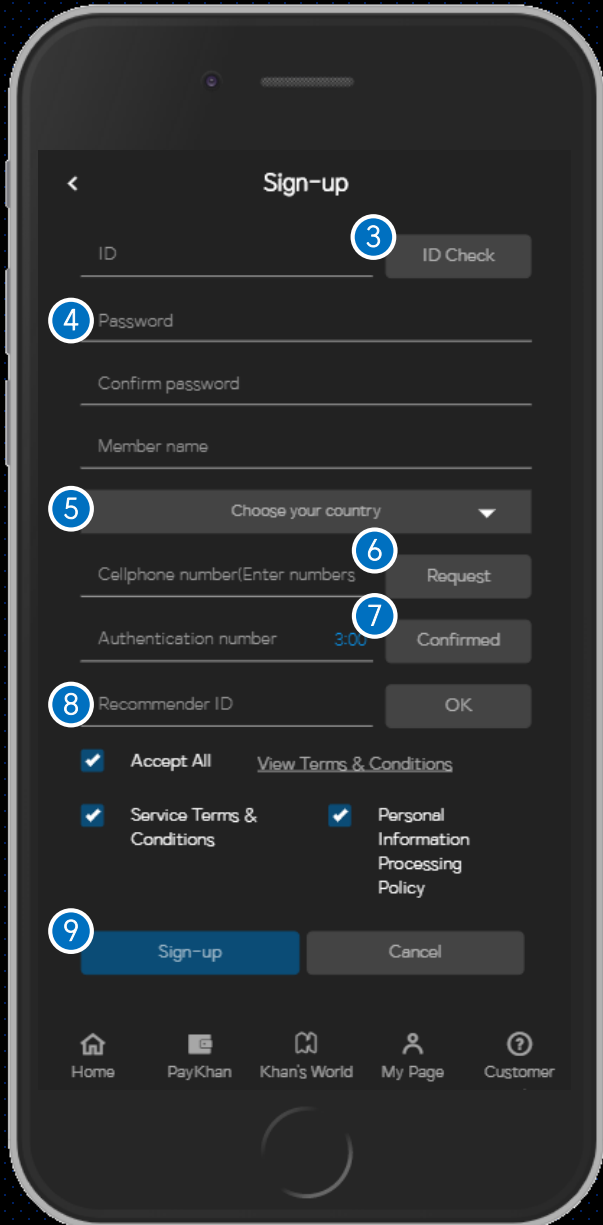 Sign-up
3
ID
ID Check
4
Password
Confirm password
Member name
5
Choose your country
6
Cellphone number(Enter numbers
Request
7
Authentication number 3:00
Confirmed
8
Recommender ID
OK
Accept All View Terms & Conditions
Service Terms &
Conditions
Personal
Information
Processing
Policy
9
Sign-up Cancel
Home PayKhan Khan's World My Page Customer